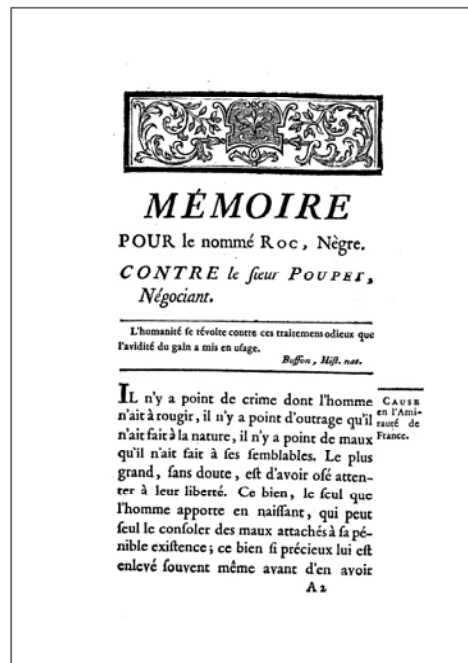 MÉMOIRE
POUR le nommé ROC, Nègre.
CONTRE le ſieur POUPET,
Négociant.
L'humanité ſe révolte contre ces traitemens odieux que
l'avidité du gain a mis en uſage.
Buffon, Hiſt. nat.
IL n'y a point de crime dont l'homme
n'ait à rougir, il n'y a point d'outrage qu'il
n'ait fait à la nature, il n'y a point de maux
qu'il n'ait fait à ſes ſemblables. Le plus
grand, ſans doute, eſt d'avoir oſé atten-
ter à leur liberté. Ce bien, le ſeul que
l'homme apporte en naiſſant, qui peut
ſeul le conſoler des maux attachés à ſa pé-
nible exiſtence; ce bien ſi précieux lui eſt
enlevé ſouvent même avant d'en avoir
CAUSE
en l'Ami-
rauté de
France.
A2